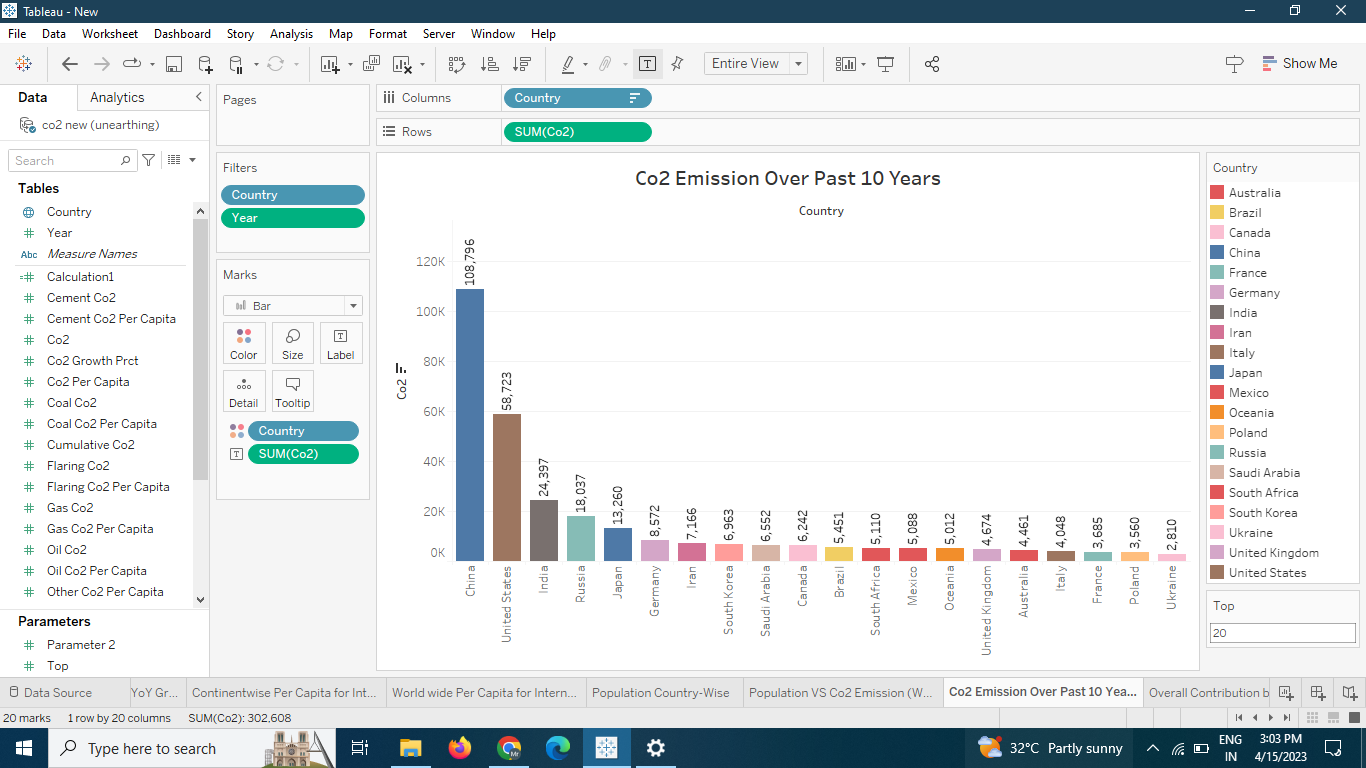 Tableau - New
File Data Worksheet Dashboard Story Analysis Map Format Server Window Help
Entire View
Show Me
Data Analytics
co2 new (unearthing)
Search
Tables
Country
Year
Abc Measure Names
Calculation1
Cement Co2
Cement Co2 Per Capita
Co2
Co2 Growth Prct
Co2 Per Capita
Coal Co2
Coal Co2 Per Capita
Cumulative Co2
Flaring Co2
Flaring Co2 Per Capita
Gas Co2
Gas Co2 Per Capita
Oil Co2
Oil Co2 Per Capita
Other Co2 Per Capita
Parameters
Parameter 2
Top
Pages
Filters
Country
Year
Marks
Bar
Color Size Label
Detail Tooltip
Country
SUM(Co2)
Columns Country
Rows SUM(Co2)
Co2 Emission Over Past 10 Years
Country
Co2
120K
100K
80K
60K
40K
20K
0K
108,796
58,723
24,397
18,037
13,260
8,572
7,166
6,963
6,552
6,242
5,451
5,110
5,088
5,012
4,674
4,461
4,048
3,685
3,560
2,810
China
United States
India
Russia
Japan
Germany
Iran
South Korea
Saudi Arabia
Canada
Brazil
South Africa
Mexico
Oceania
United Kingdom
Australia
Italy
France
Poland
Ukraine
Country
Australia
Brazil
Canada
China
France
Germany
India
Iran
Italy
Japan
Mexico
Oceania
Poland
Russia
Saudi Arabia
South Africa
South Korea
Ukraine
United Kingdom
United States
Top
20
Data Source YoY Gr... Continentwise Per Capita for Int... World wide Per Capita for Intern... Population Country-Wise Population VS Co2 Emission (W... Co2 Emission Over Past 10 Yea... Overall Contribution b
20 marks 1 row by 20 columns SUM(Co2): 302,608
Type here to search
32°C Partly sunny
ENG
IN
3:03 PM
4/15/2023